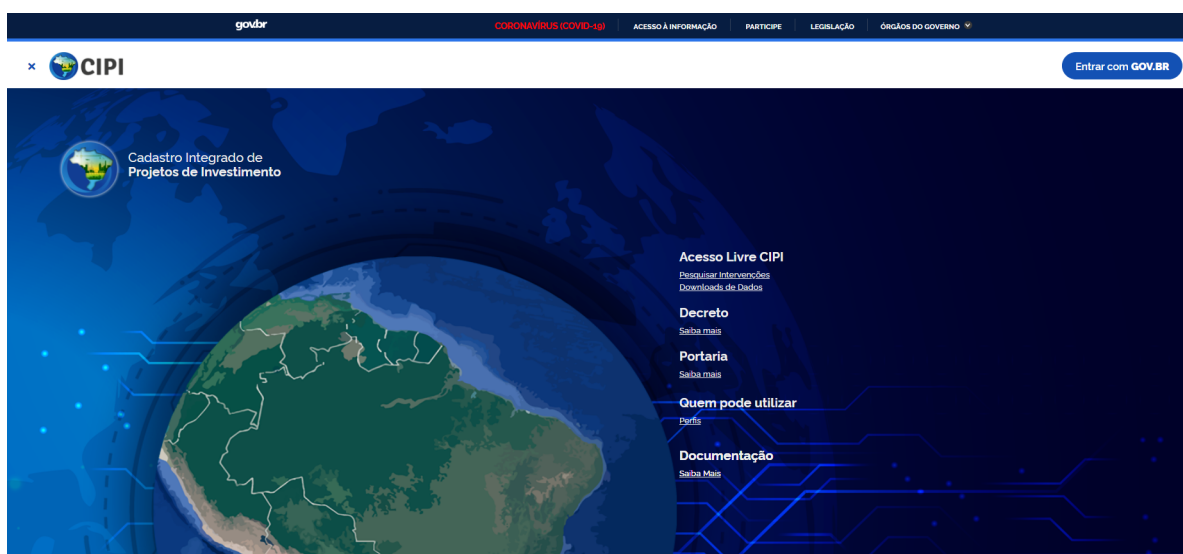 gov.br
CORONAVÍRUS (COVID-19)
ACESSO À INFORMAÇÃO
PARTICIPE
LEGISLAÇÃO
ÓRGÃOS DO GOVERNO
× CIPI
Entrar com GOV.BR
Cadastro Integrado de
Projetos de Investimento
Acesso Livre CIPI
Pesquisar Intervenções
Downloads de Dados
Decreto
Saiba mais
Portaria
Saiba mais
Quem pode utilizar
Perfis
Documentação
Saiba Mais